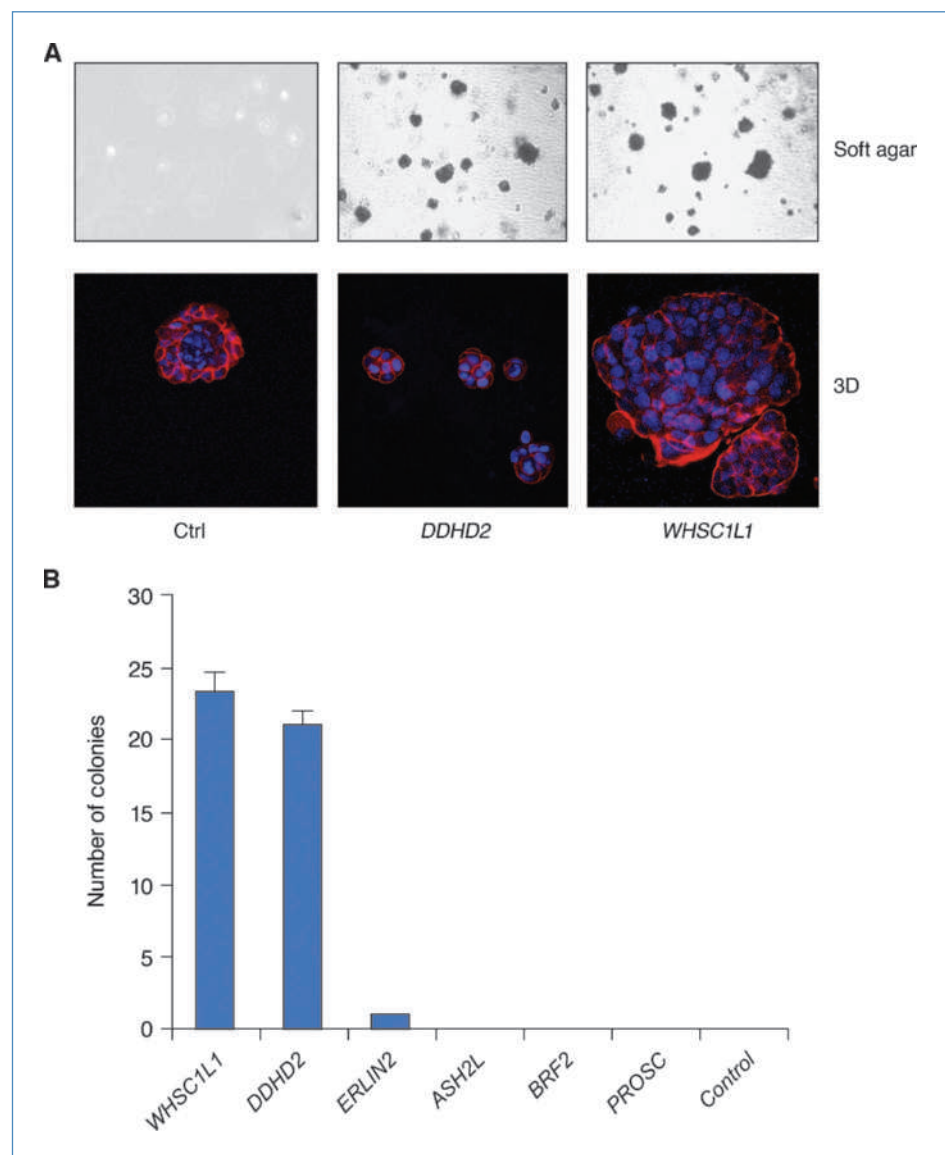 A
Soft agar
3D
Ctrl DDHD2 WHSC1L1
B
Number of colonies
30
25
20
15
10
5
0
WHSC1L1 DDHD2 ERLIN2 ASH2L BRF2 PROSC Control